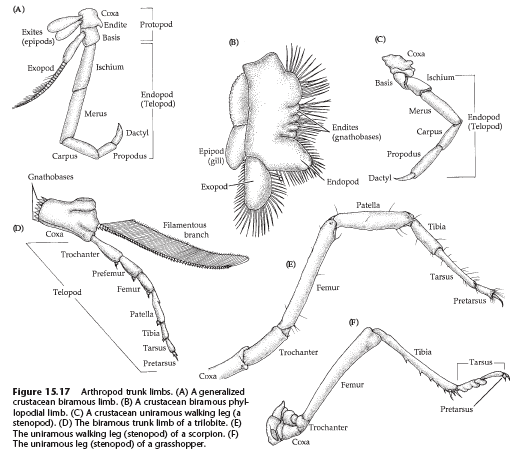 (A)
Coxa
Endite
Basis
Protopod
Exites
(epipods)
Exopod
Ischium
Endopod
(Telopod)
Merus
Dactyl
Carpus
Propodus
(B)
Epipod
(gill)
Exopod
Endites
(gnathobases)
Endopod
(C)
Coxa
Basis
Ischium
Merus
Carpus
Endopod
(Telopod)
Propodus
Dactyl
Gnathobases
(D)
Coxa
Filamentous
branch
Trochanter
Prefemur
Femur
Telopod
Patella
Tibia
Tarsus
Pretarsus
Patella
Tibia
(E)
Femur
Tarsus
Pretarsus
Trochanter
Coxa
(F)
Tibia
Tarsus
Femur
Pretarsus
Trochanter
Coxa
Figure 15.17 Arthropod trunk limbs. (A) A generalized
crustacean biramous limb. (B) A crustacean biramous phyl-
lopodial limb. (C) A crustacean uniramous walking leg (a
stenopod). (D) The biramous trunk limb of a trilobite. (E)
The uniramous walking leg (stenopod) of a scorpion. (F)
The uniramous leg (stenopod) of a grasshopper.